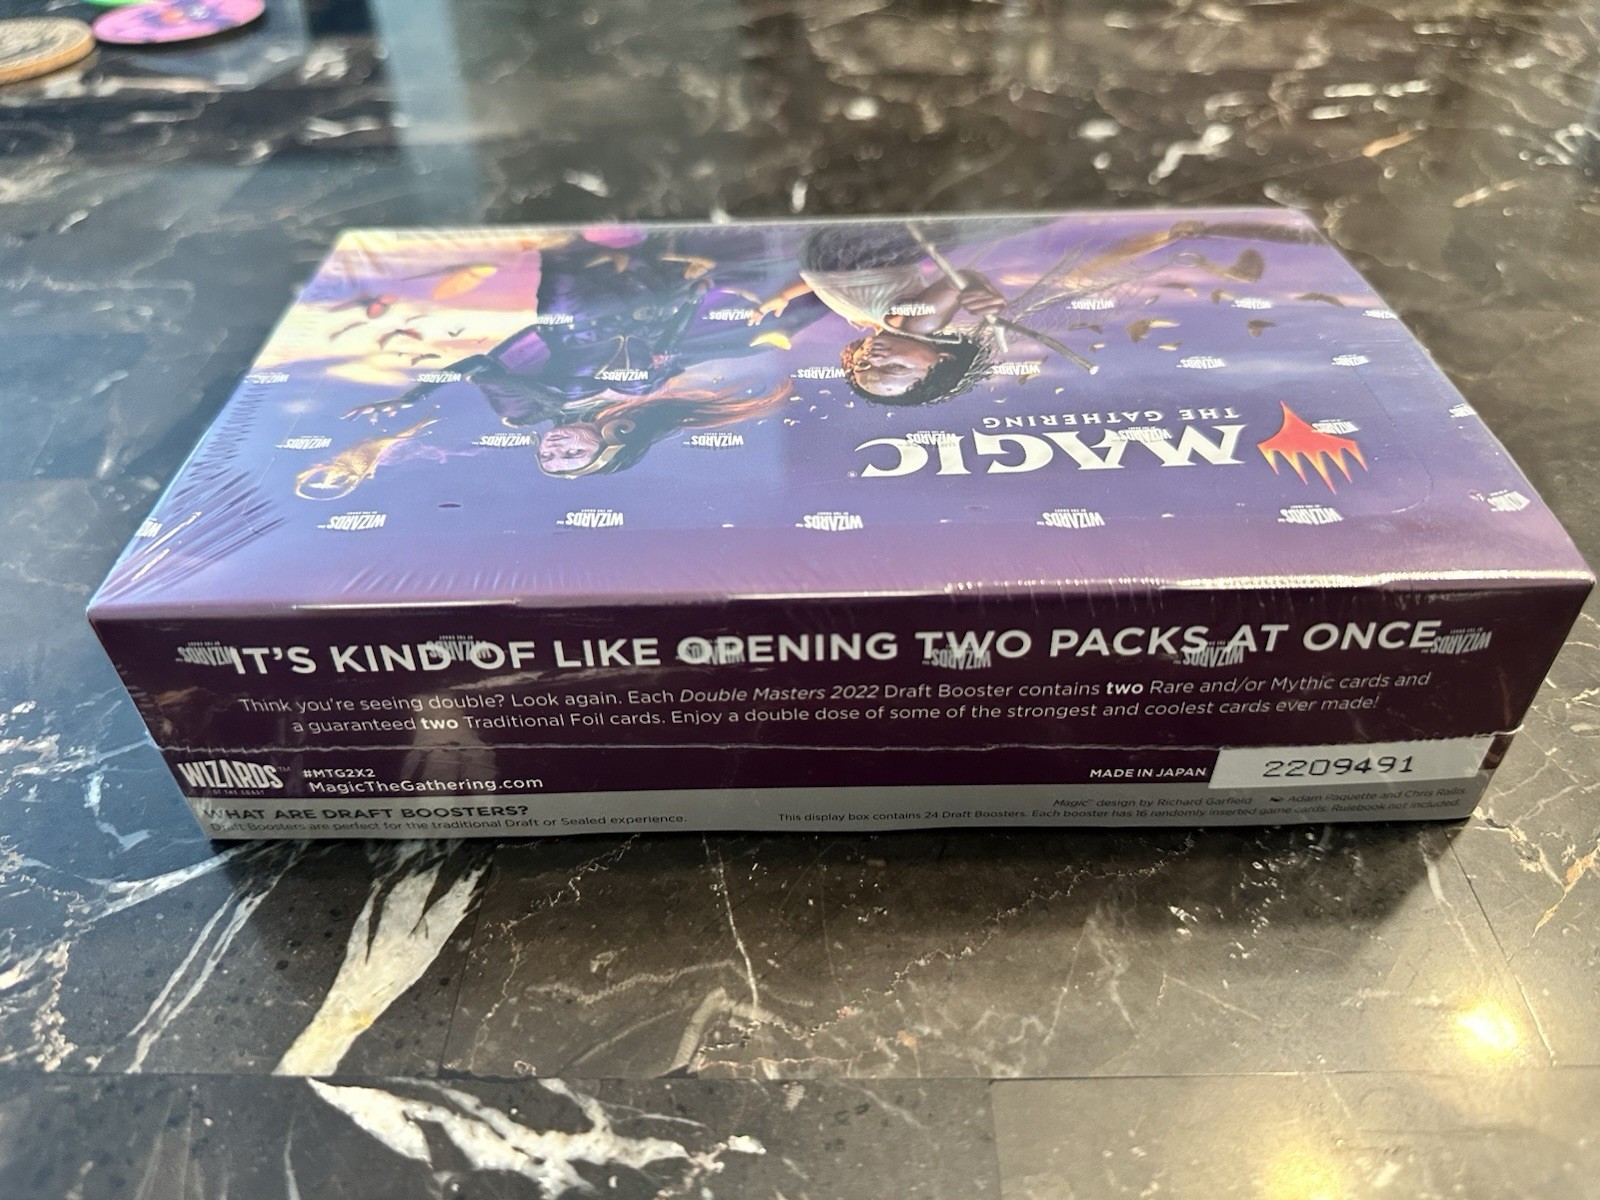 MAGIC
THE GATHERING
IT'S KIND OF LIKE OPENING TWO PACKS AT ONCE
Think you're seeing double? Look again. Each Double Masters 2022 Draft Booster contains two Rare and/or Mythic cards and
a guaranteed two Traditional Foil cards. Enjoy a double dose of some of the strongest and coolest cards ever made!
WIZARDS™
OF THE COAST
#MTG2X2
MagicTheGathering.com
MADE IN JAPAN
2209491
WHAT ARE DRAFT BOOSTERS?
Draft Boosters are perfect for the traditional Draft or Sealed experience.
Magic™ design by Richard Garfield Adam Paquette and Chris Rallis
This display box contains 24 Draft Boosters. Each booster has 16 randomly inserted game cards. Rulebook not included.